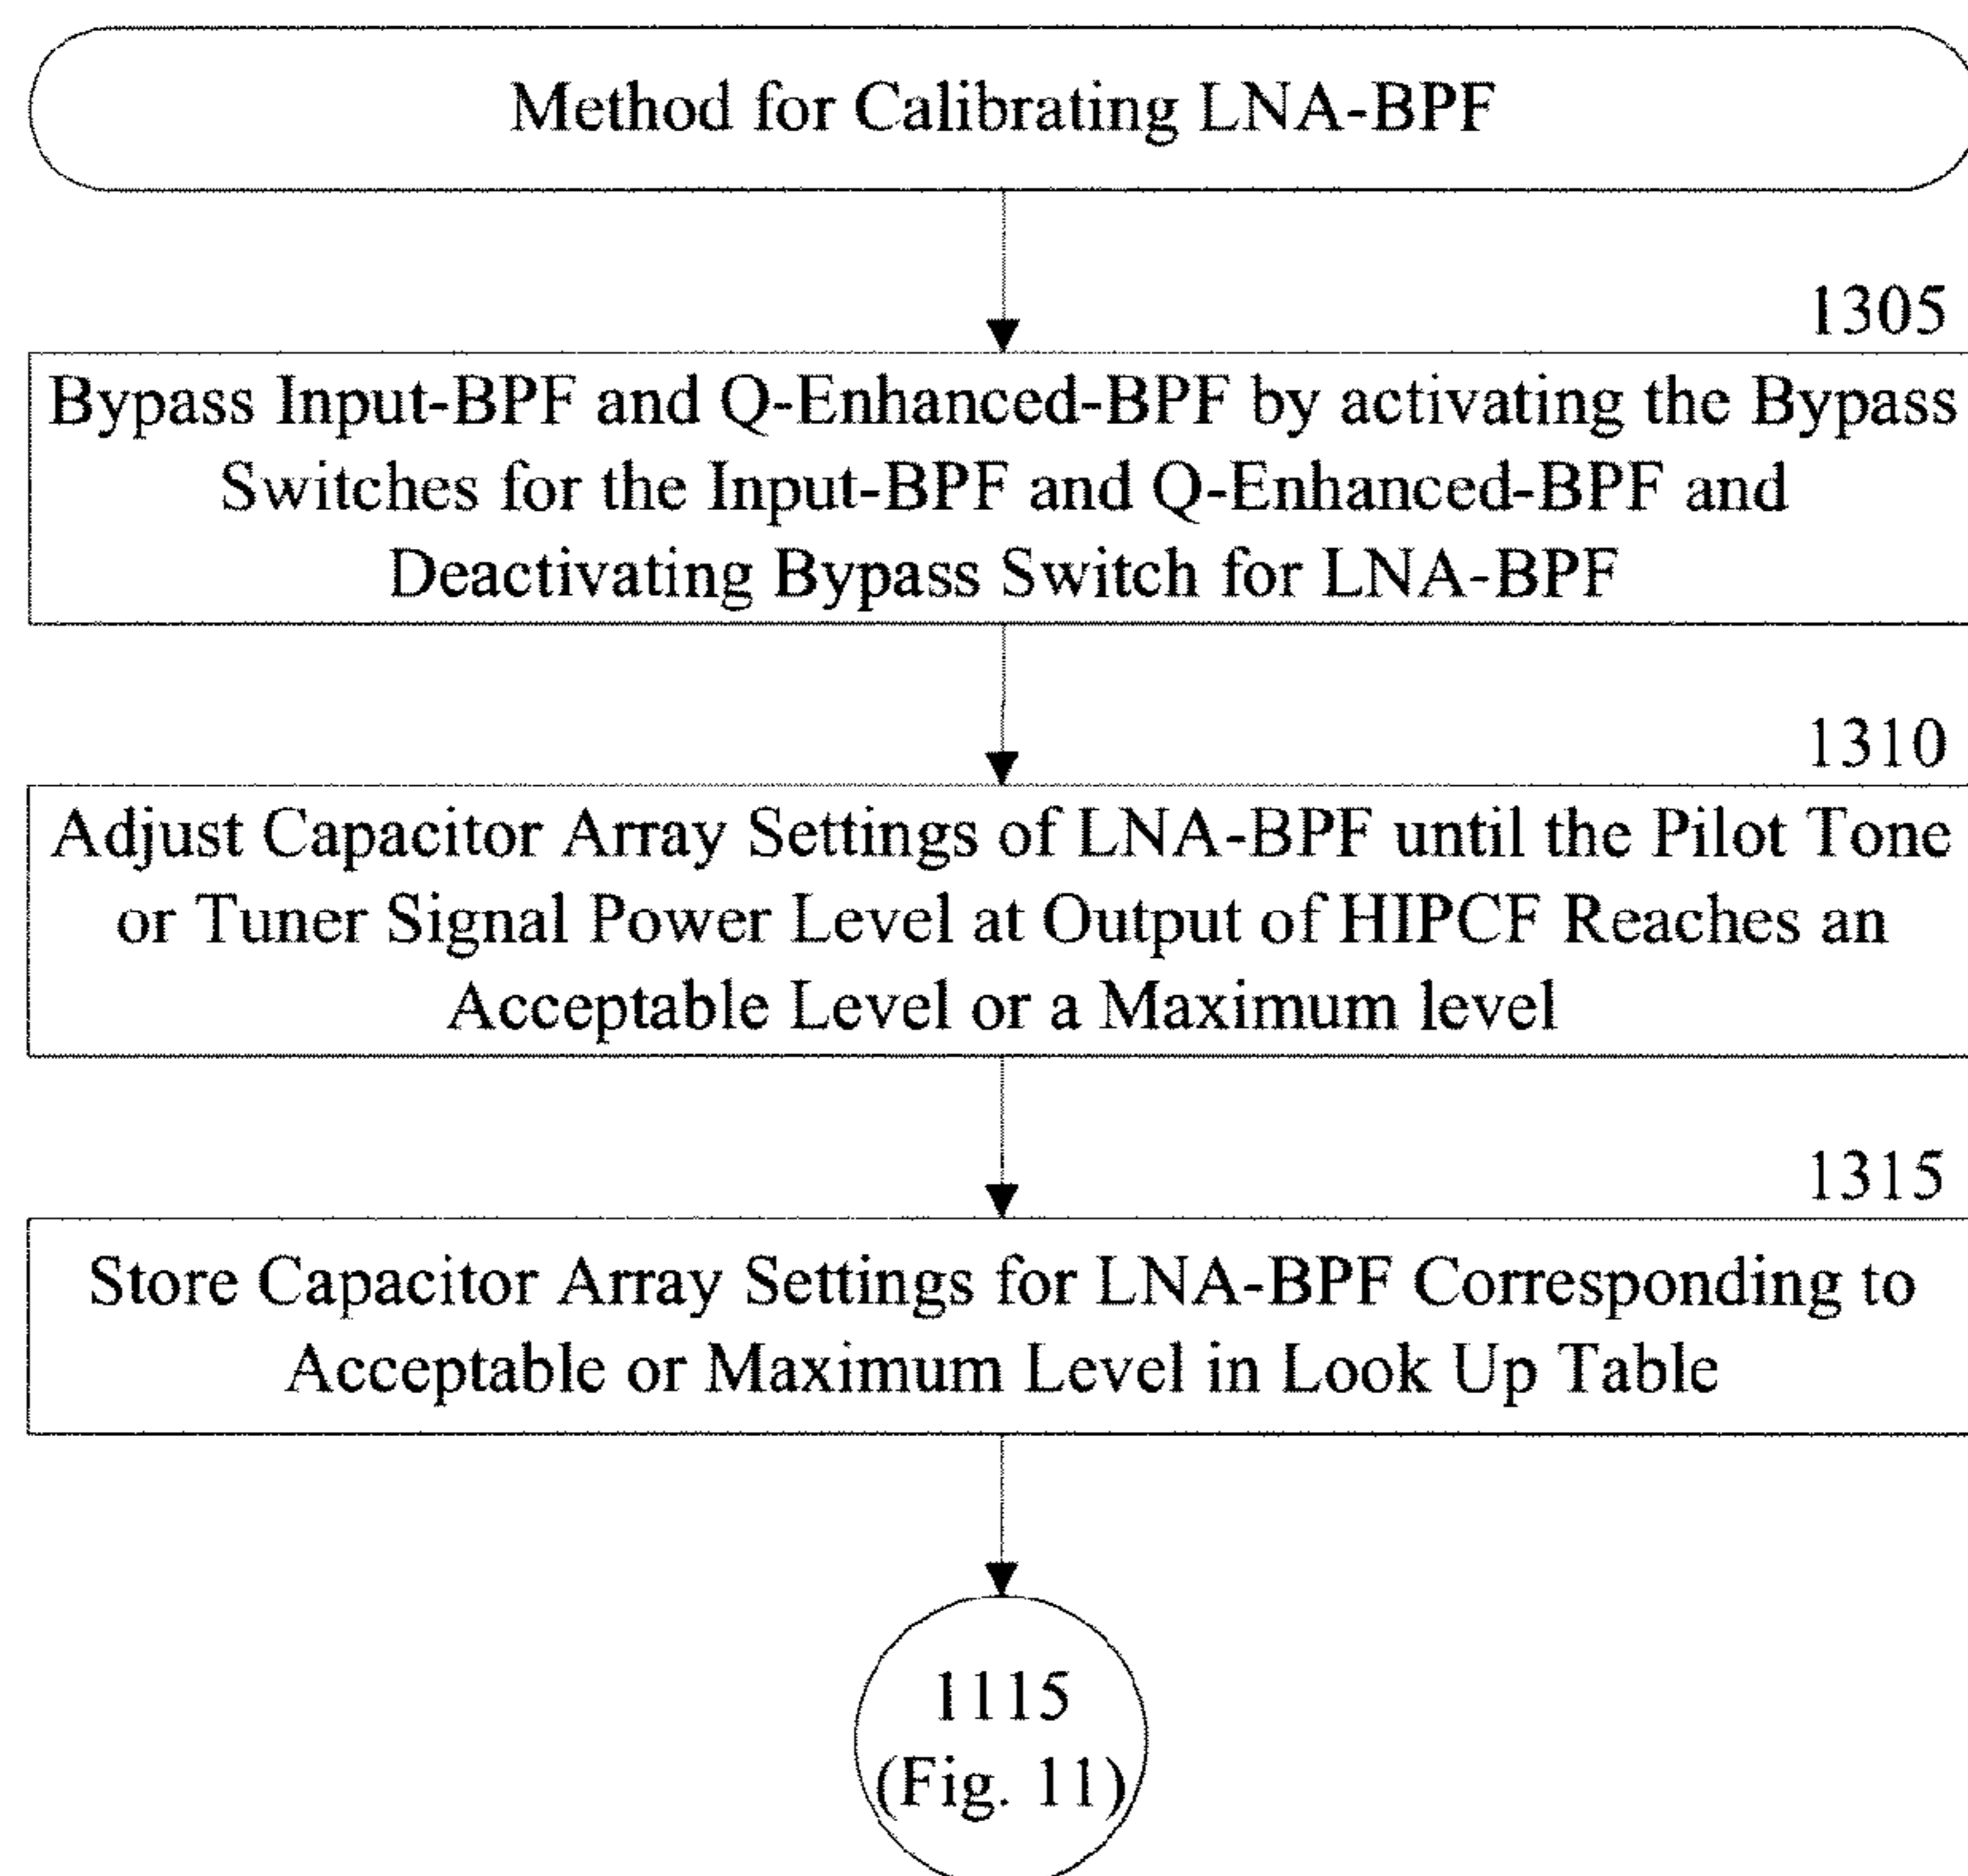 Method for Calibrating LNA-BPF
1305
Bypass Input-BPF and Q-Enhanced-BPF by activating the Bypass
Switches for the Input-BPF and Q-Enhanced-BPF and
Deactivating Bypass Switch for LNA-BPF
1310
Adjust Capacitor Array Settings of LNA-BPF until the Pilot Tone
or Tuner Signal Power Level at Output of HIPCF Reaches an
Acceptable Level or a Maximum level
1315
Store Capacitor Array Settings for LNA-BPF Corresponding to
Acceptable or Maximum Level in Look Up Table
1115
(Fig. 11)